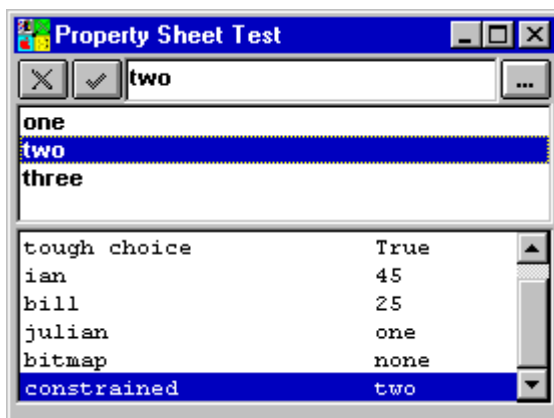 Property Sheet Test
two
...
one
two
three
tough choice True
ian 45
bill 25
julian one
bitmap none
constrained two